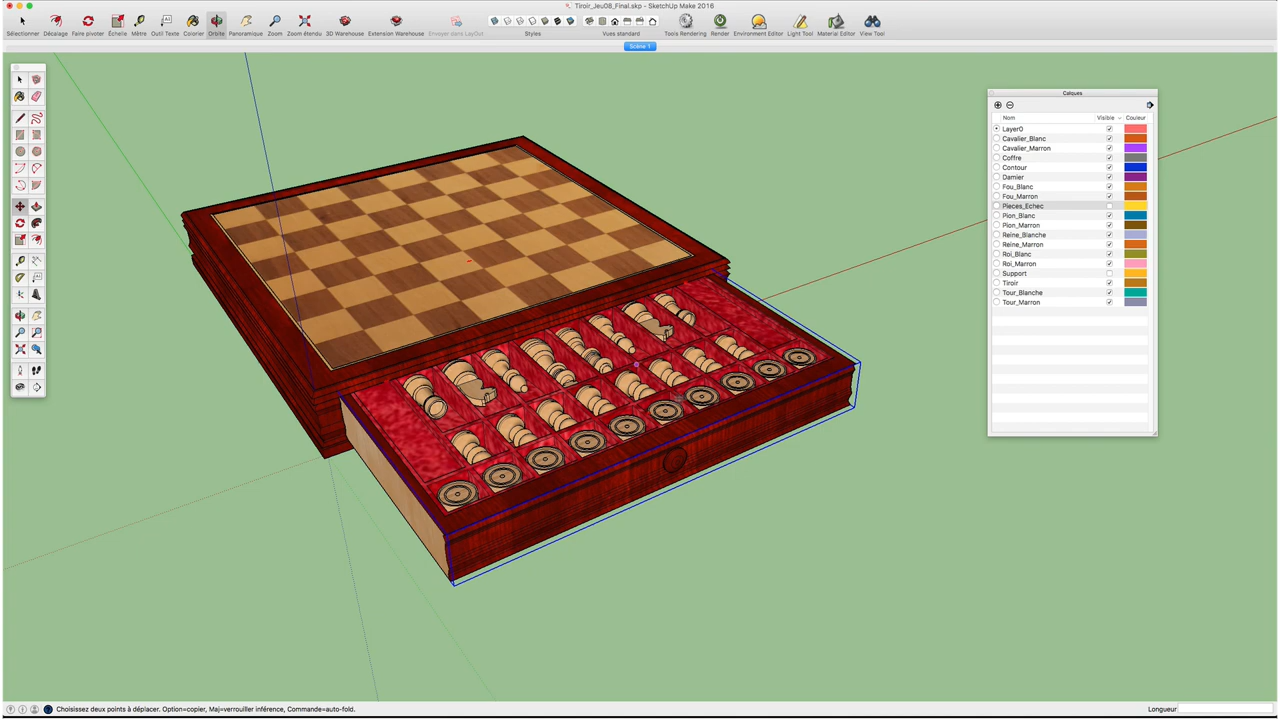 Tiroir_Jeu08_Final.skp - SketchUp Make 2016
Sélectionner Décalage Faire pivoter Échelle Mètre Outil Texte Colorier Orbite Panoramique Zoom Zoom étendu 3D Warehouse Extension Warehouse Envoyer dans LayOut Styles Vues standard Tools Rendering Render Environment Editor Light Tool Material Editor View Tool
Scène 1
Calques
Nom Visible Couleur
Layer0
Cavalier_Blanc
Cavalier_Marron
Coffre
Contour
Damier
Fou_Blanc
Fou_Marron
Pieces_Echec
Pion_Blanc
Pion_Marron
Reine_Blanche
Reine_Marron
Roi_Blanc
Roi_Marron
Support
Tiroir
Tour_Blanche
Tour_Marron
Choisissez deux points à déplacer. Option=copier, Maj=verrouiller inférence, Commande=auto-fold.
Longueur